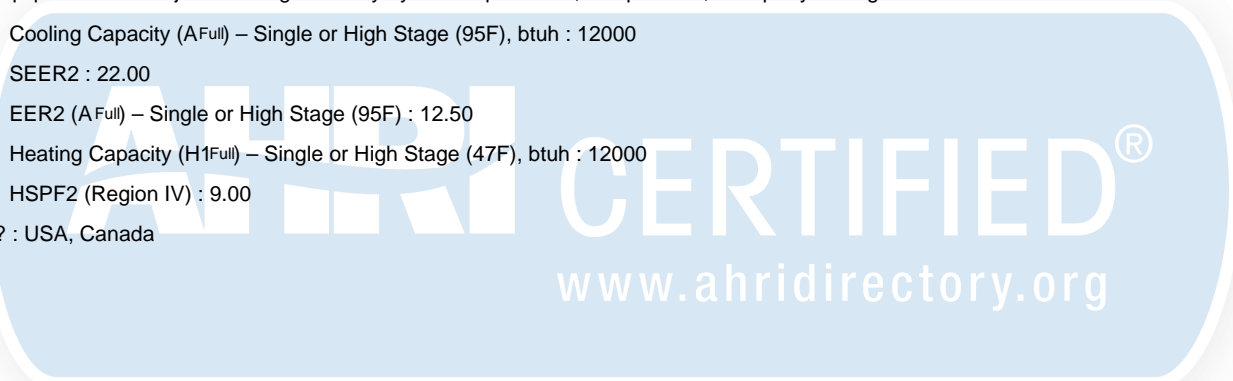 Cooling Capacity (AFull) – Single or High Stage (95F), btuh : 12000
SEER2 : 22.00
EER2 (AFull) – Single or High Stage (95F) : 12.50
Heating Capacity (H1Full) – Single or High Stage (47F), btuh : 12000
HSPF2 (Region IV) : 9.00
? : USA, Canada
AHRI CERTIFIED®
www.ahridirectory.org